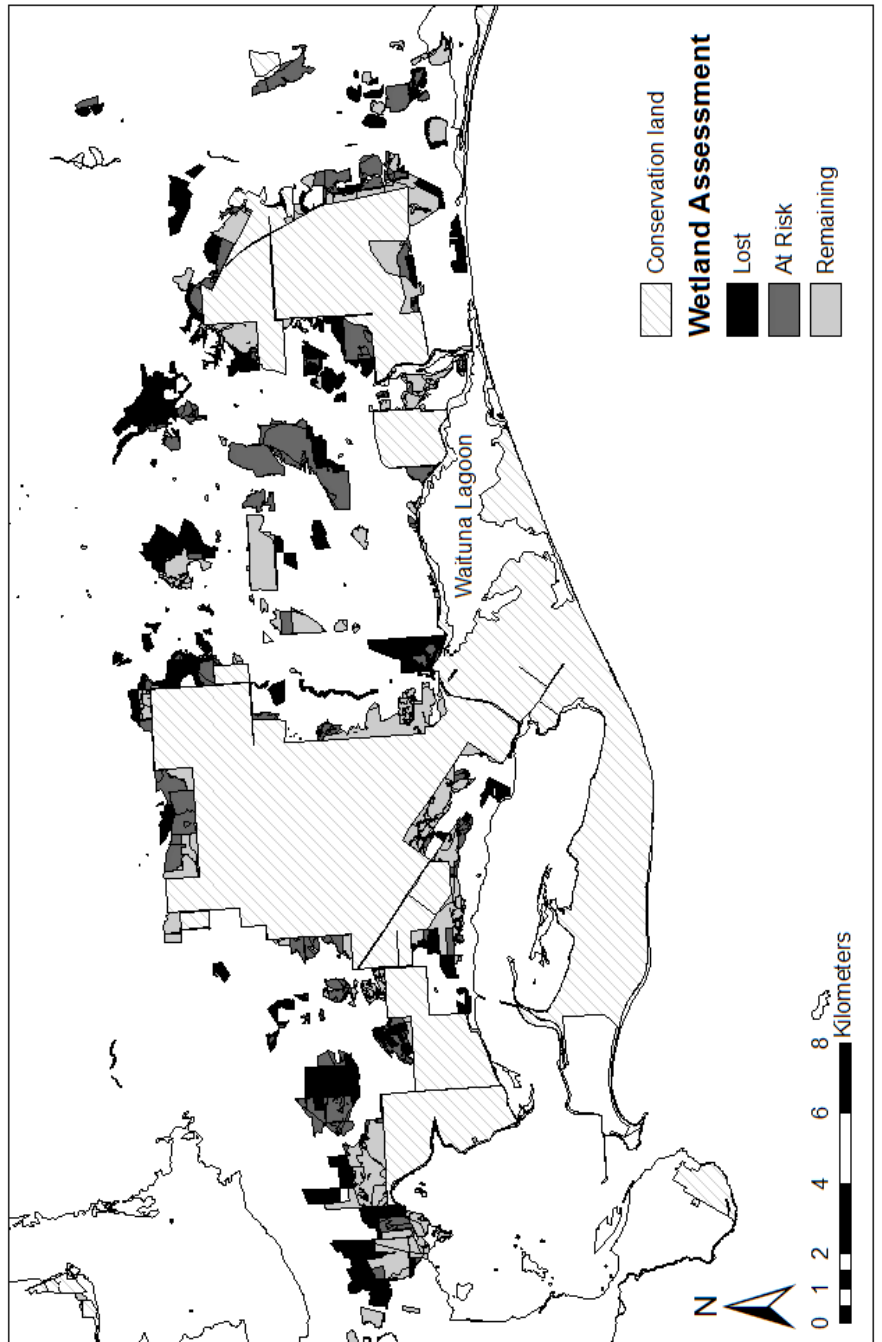 Waituna Lagoon
Conservation land
Wetland Assessment
Lost
At Risk
Remaining
N
0 1 2 4 6 8
Kilometers